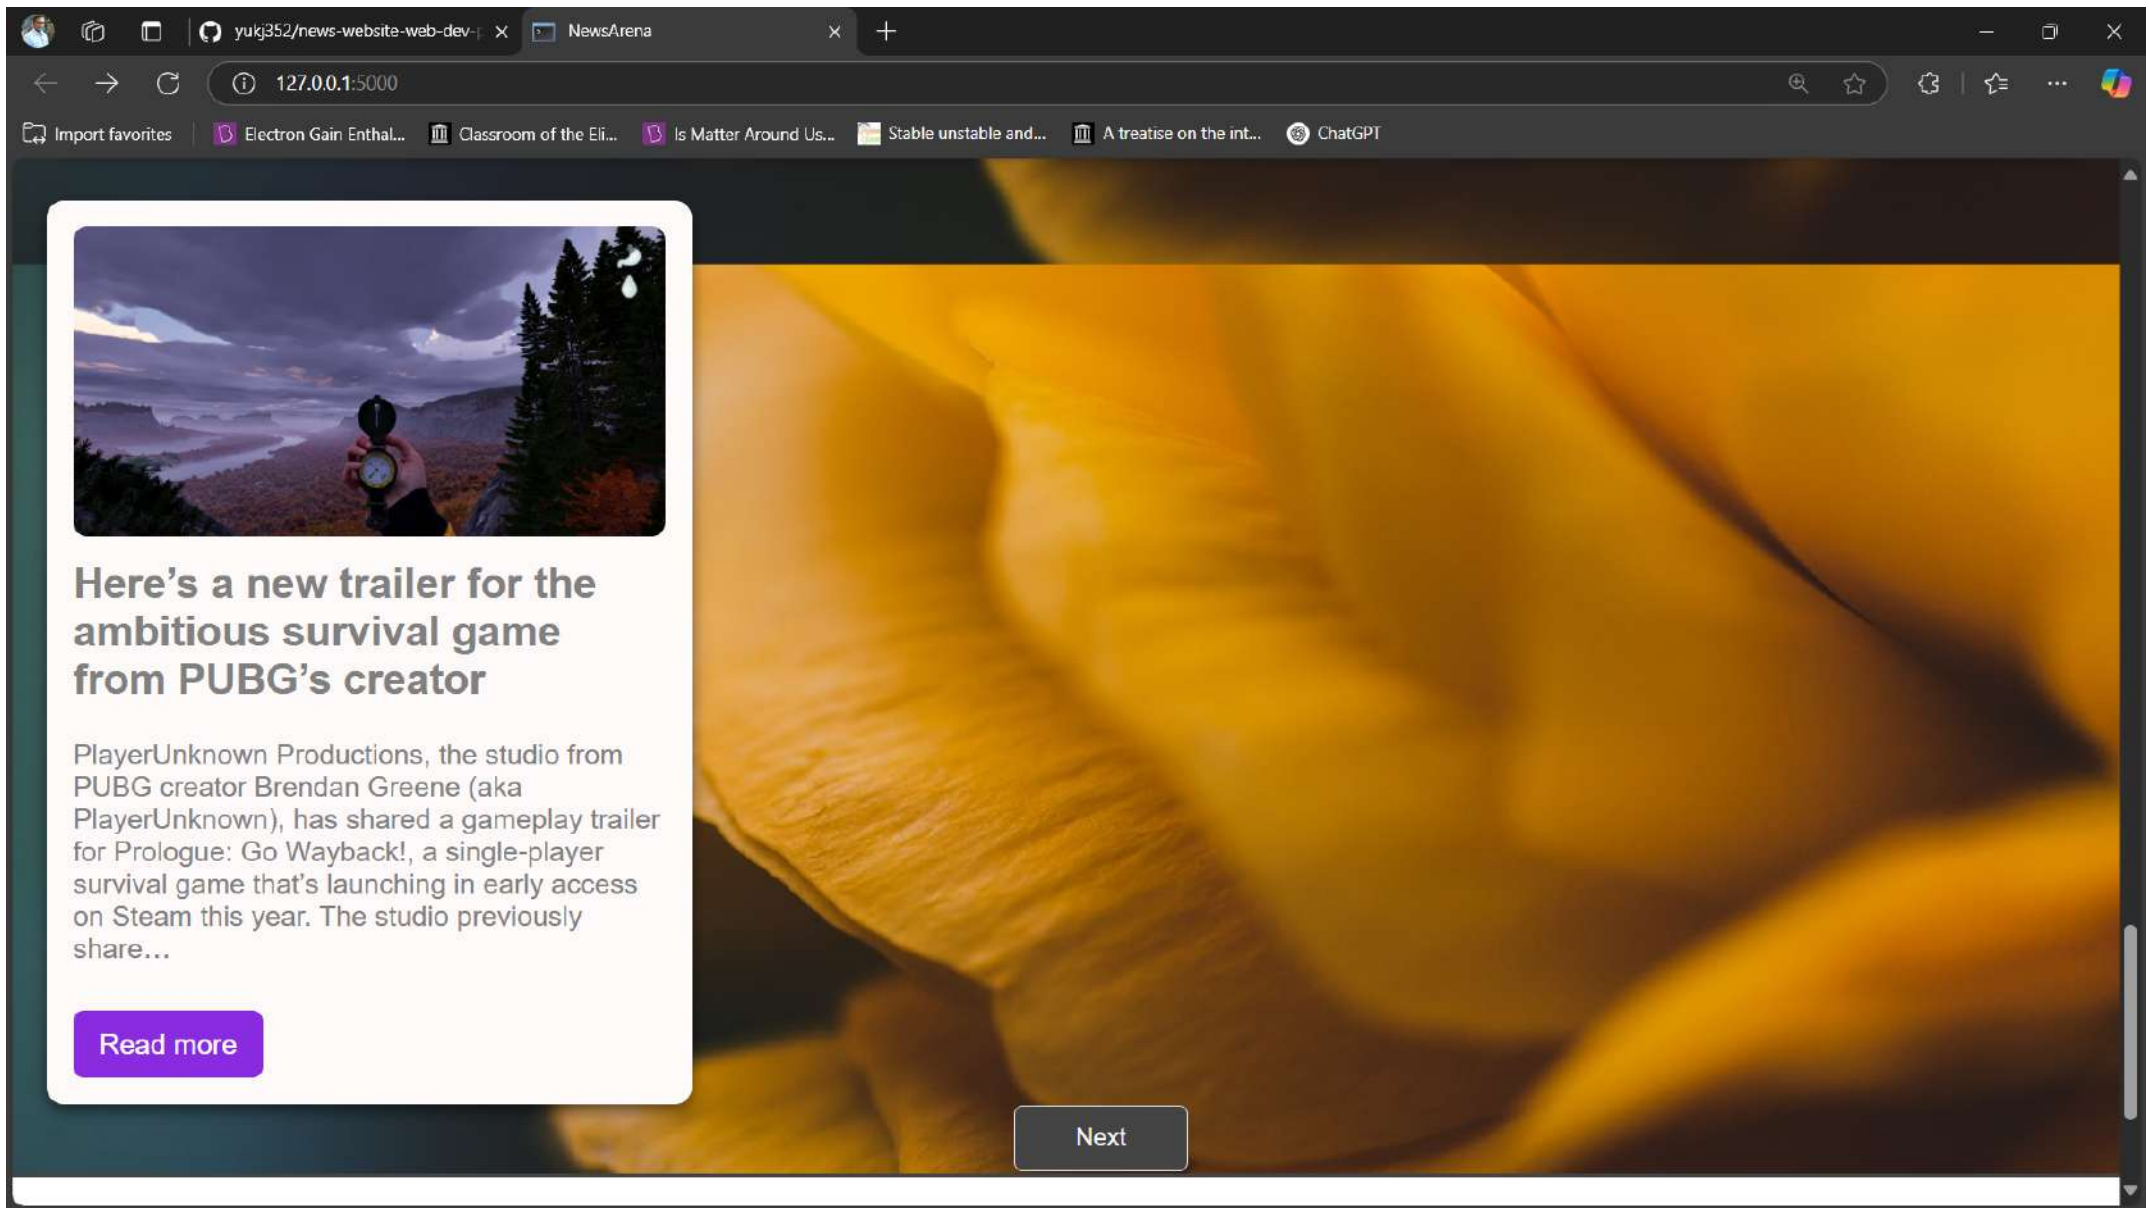 yukj352/news-website-web-dev-p
NewsArena
127.0.0.1:5000
Import favorites
Electron Gain Enthal...
Classroom of the Eli...
Is Matter Around Us...
Stable unstable and...
A treatise on the int...
ChatGPT
Here’s a new trailer for the
ambitious survival game
from PUBG’s creator
PlayerUnknown Productions, the studio from
PUBG creator Brendan Greene (aka
PlayerUnknown), has shared a gameplay trailer
for Prologue: Go Wayback!, a single-player
survival game that’s launching in early access
on Steam this year. The studio previously
share…
Read more
Next